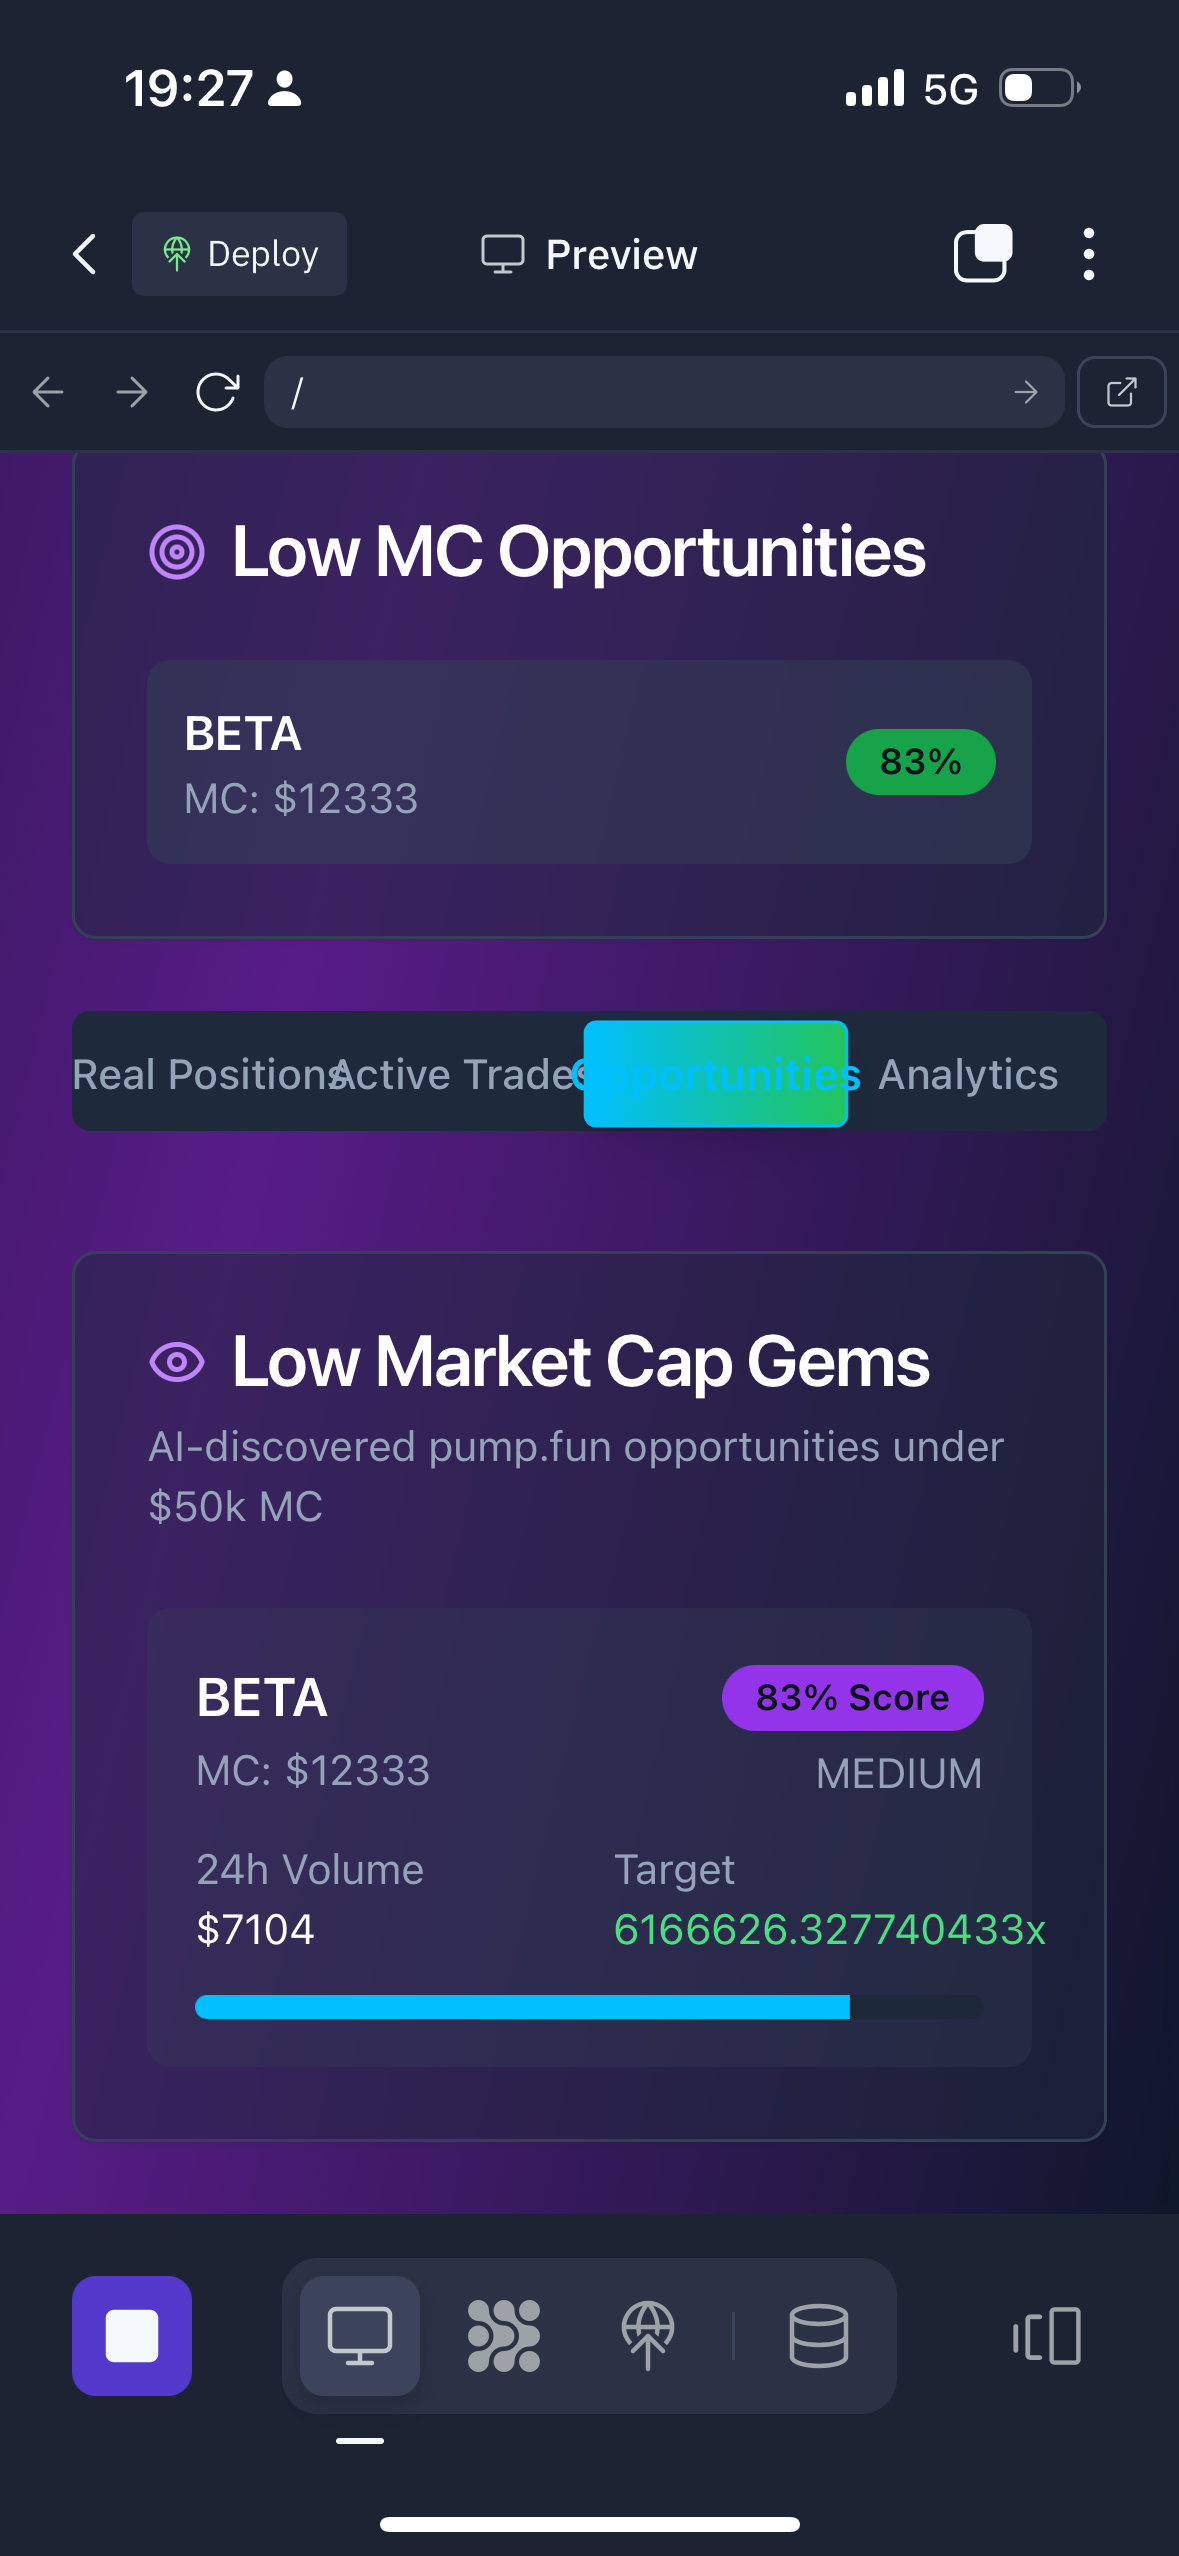 19:27
5G
Deploy
Preview
/
Low MC Opportunities
BETA
83%
MC: $12333
Real Positions Active Trades Opportunities Analytics
Low Market Cap Gems
AI-discovered pump.fun opportunities under
$50k MC
BETA
83% Score
MC: $12333
MEDIUM
24h Volume
Target
$7104
6166626.327740433x